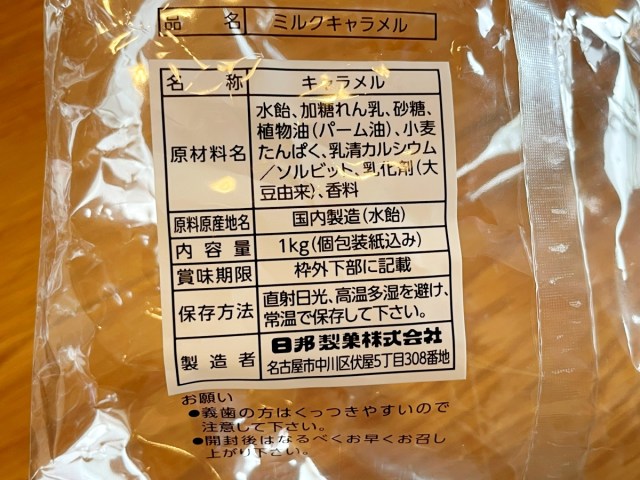 品名 ミルクキャラメル
名称 キャラメル
原材料名 水飴、加糖れん乳、砂糖、
植物油(パーム油)、小麦
たんぱく、乳清カルシウム
/ソルビット、乳化剤(大
豆由来)、香料
原料原産地名 国内製造(水飴)
内容量 1kg(個包装紙込み)
賞味期限 枠外下部に記載
保存方法 直射日光、高温多湿を避け、
常温で保存して下さい。
製造者 日邦製菓株式会社
名古屋市中川区伏屋5丁目308番地
お願い
●義歯の方はくっつきやすいので
注意して下さい。
●開封後はなるべくお早くお召し
上がり下さい。